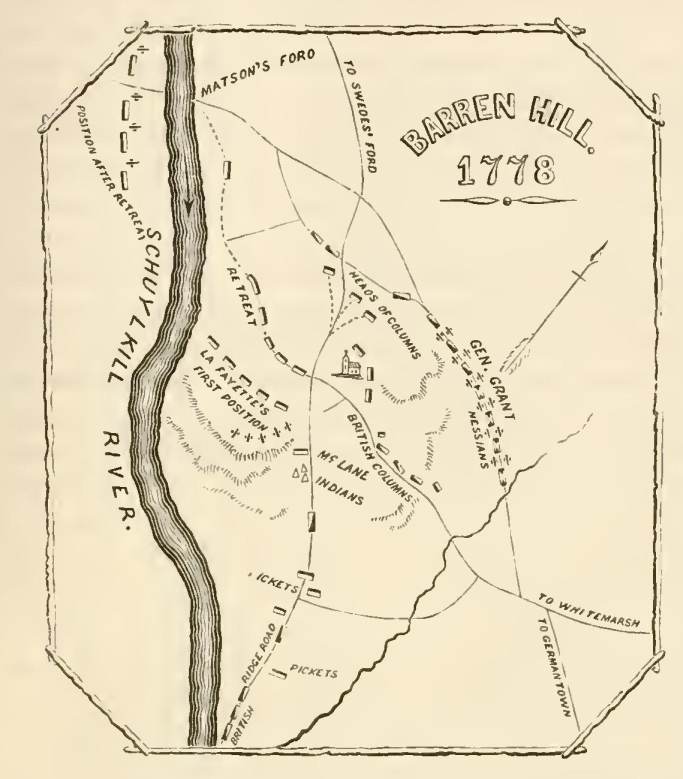 BARREN HILL.
1778
MATSON'S FORD
TO SWEDES' FORD
POSITION AFTER RETREAT
SCHUYLKILL
RIVER.
RETREAT
HEADS OF COLUMNS
GEN. GRANT
HESSIANS
LA FAYETTE'S
FIRST POSITION
BRITISH COLUMNS
Mc LANE
INDIANS
ICKETS
RIDGE ROAD
PICKETS
BRITISH
TO WHITEMARSH
TO GERMANTOWN